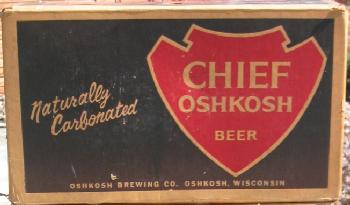 Naturally
Carbonated
CHIEF
OSHKOSH
BEER
OSHKOSH BREWING CO. OSHKOSH, WISCONSIN